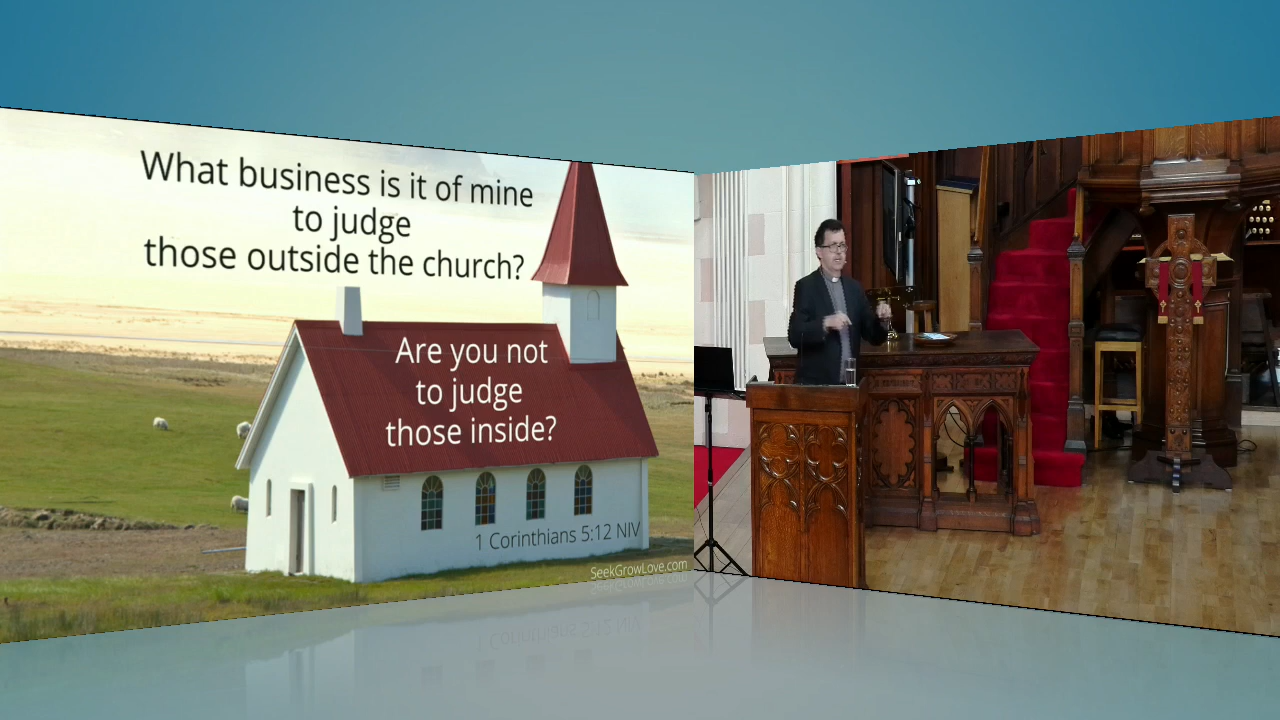 What business is it of mine
to judge
those outside the church?
Are you not
to judge
those inside?
1 Corinthians 5:12 NIV
SeekGrowLove.com